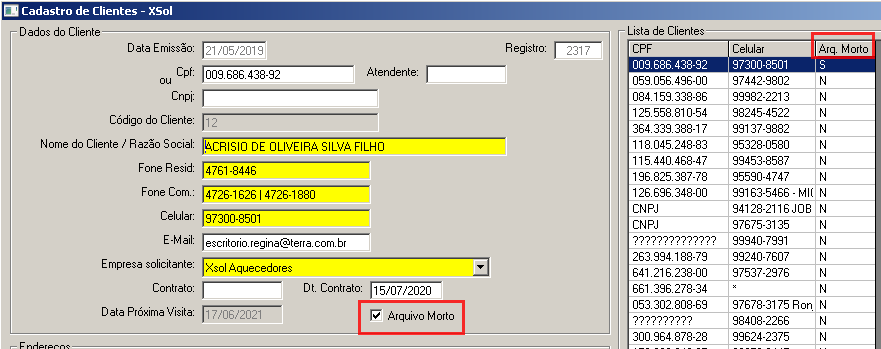 Cadastro de Clientes - XSol
Dados do Cliente
Data Emissão: 21/05/2019 Registro: 2317
Cpf: 009.686.438-92 Atendente:
ou
Cnpj:
Código do Cliente: 12
Nome do Cliente / Razão Social: ACRISIO DE OLIVEIRA SILVA FILHO
Fone Resid: 4761-8446
Fone Com.: 4726-1626 | 4726-1880
Celular: 97300-8501
E-Mail: escritorio.regina@terra.com.br
Empresa solicitante: Xsol Aquecedores
Contrato: Dt. Contrato: 15/07/2020
Data Próxima Visita: 17/06/2021 Arquivo Morto
Endereços
Lista de Clientes
CPF Celular Arq. Morto
009.686.438-92 97300-8501 S
059.056.496-00 97442-9802 N
084.159.338-86 99982-2213 N
125.558.810-54 98245-4522 N
364.339.388-17 99137-9882 N
118.045.248-83 95328-0580 N
115.440.468-47 99453-8587 N
196.825.387-78 95590-4747 N
126.696.348-00 99163-5466 - MIC N
CNPJ 94128-2116 JOB N
CNPJ 97675-3135 N
?????????????? 99940-7991 N
263.994.188-79 99240-7607 N
641.216.238-00 97537-2976 N
661.396.278-34 * N
053.302.808-69 97678-3175 Ron N
?????????? 98408-2266 N
300.964.878-28 99624-2375 N